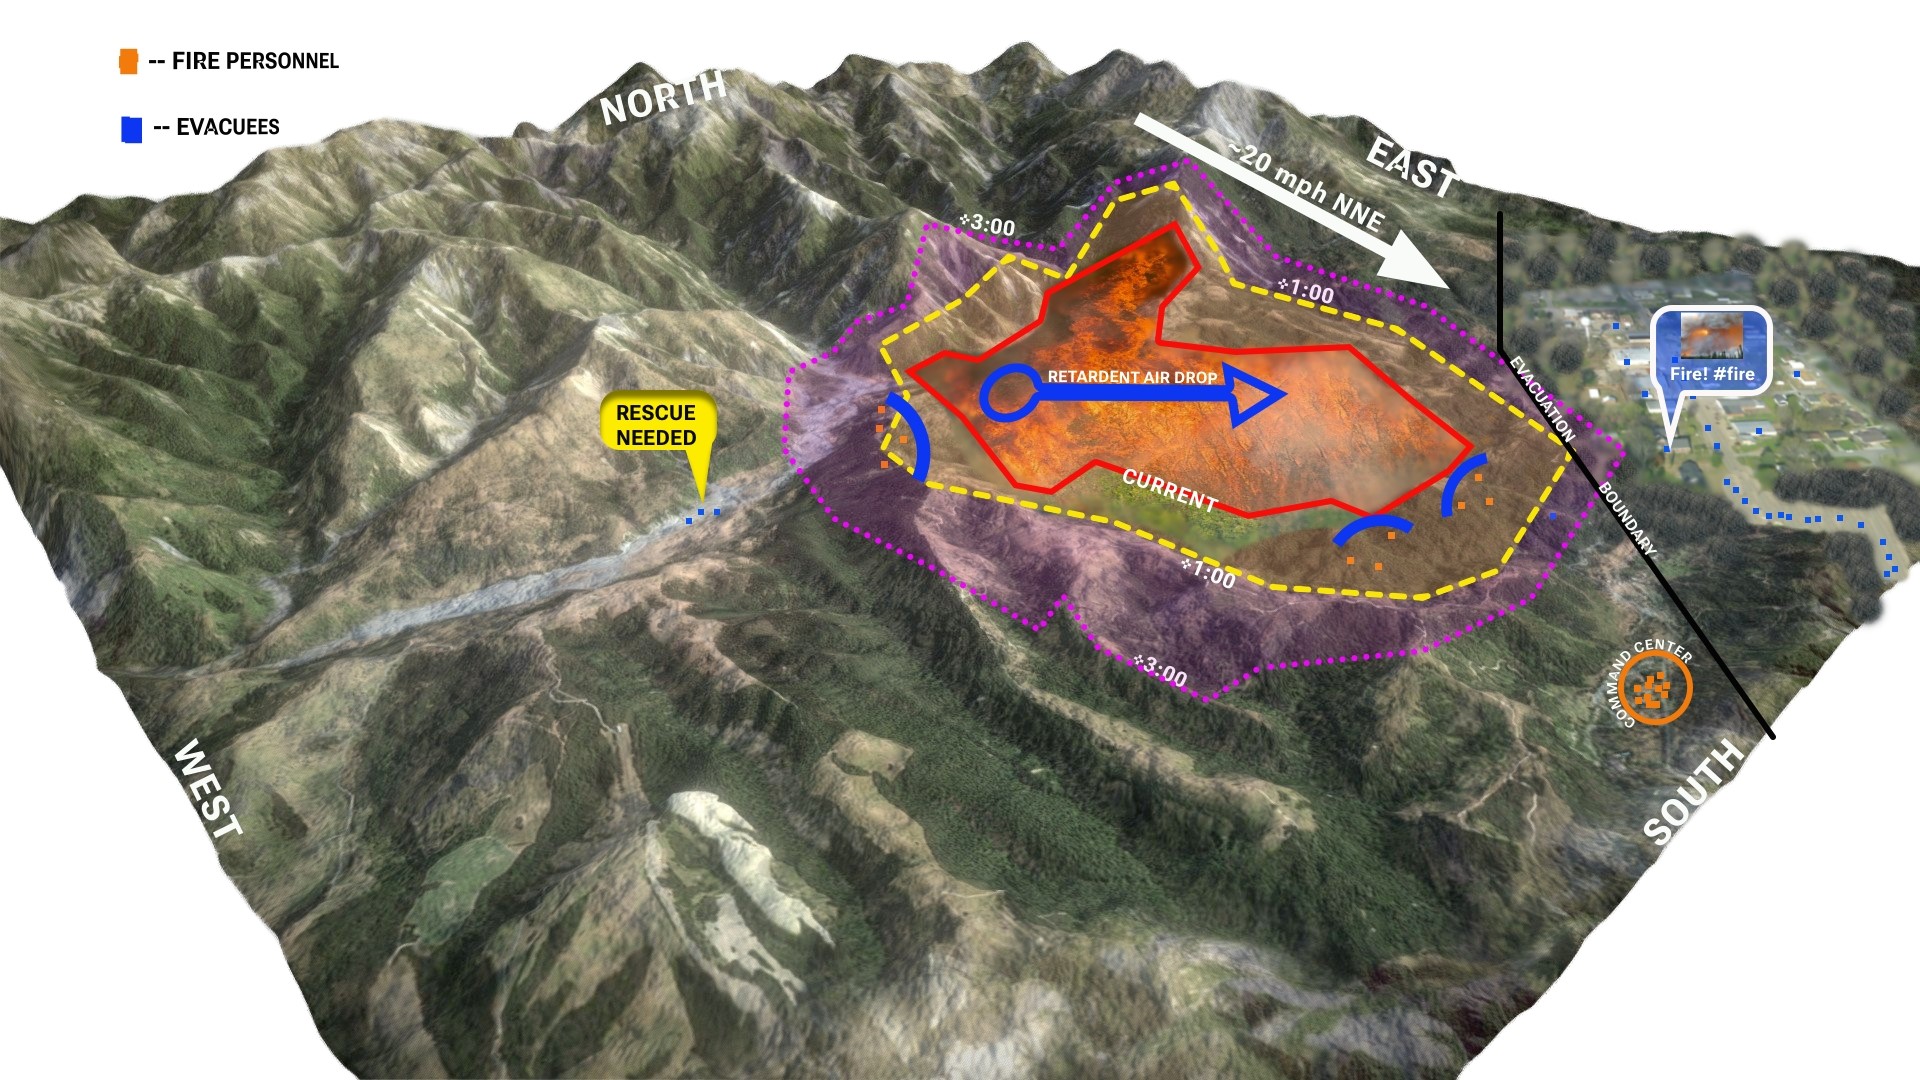 -- FIRE PERSONNEL
-- EVACUEES
NORTH
EAST
~20 mph NNE
+3:00
+1:00
RETARDENT AIR DROP
Fire! #fire
RESCUE
NEEDED
CURRENT
EVACUATION
BOUNDARY
+1:00
+3:00
COMMAND CENTER
WEST
SOUTH